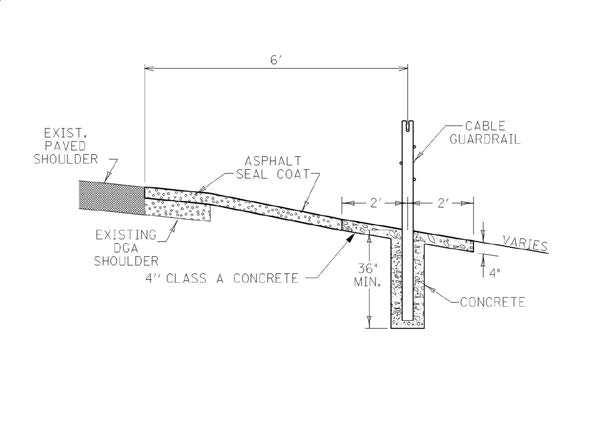 6'
EXIST.
PAVED
SHOULDER
CABLE
GUARDRAIL
ASPHALT
SEAL COAT
2'
2'
EXISTING
DGA
SHOULDER
VARIES
4'' CLASS A CONCRETE
36"
MIN.
4"
CONCRETE